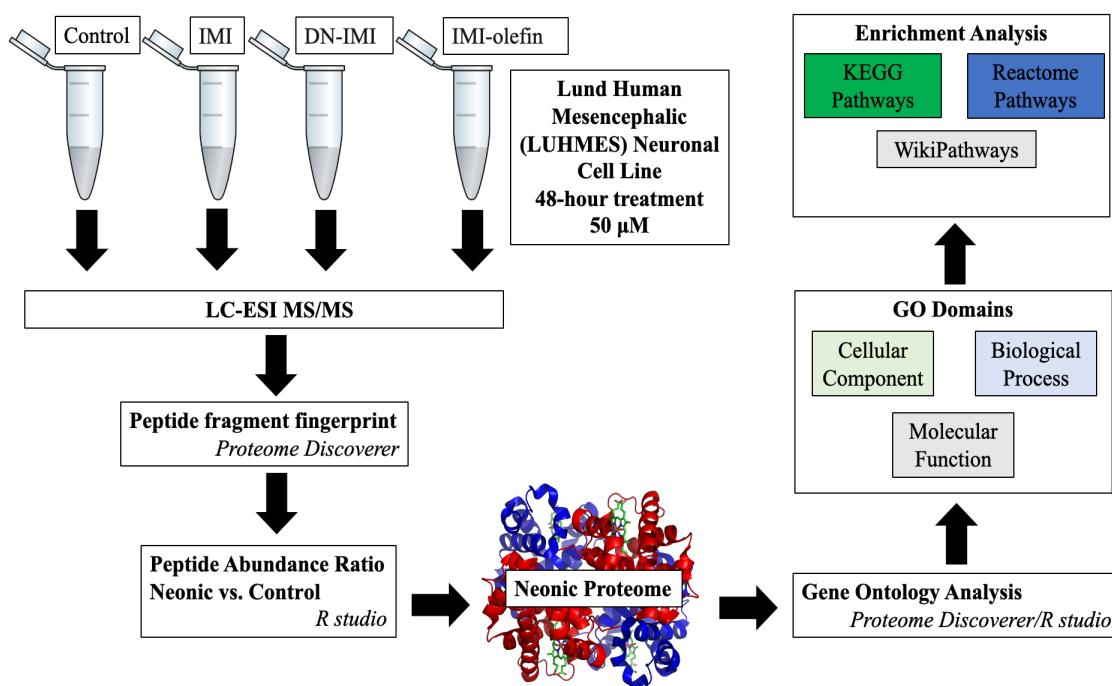 Control
IMI
DN-IMI
IMI-olefin
Lund Human
Mesencephalic
(LUHMES) Neuronal
Cell Line
48-hour treatment
50 μM
LC-ESI MS/MS
Peptide fragment fingerprint
Proteome Discoverer
Peptide Abundance Ratio
Neonic vs. Control
R studio
Neonic Proteome
Gene Ontology Analysis
Proteome Discoverer/R studio
GO Domains
Cellular
Component
Biological
Process
Molecular
Function
Enrichment Analysis
KEGG
Pathways
Reactome
Pathways
WikiPathways